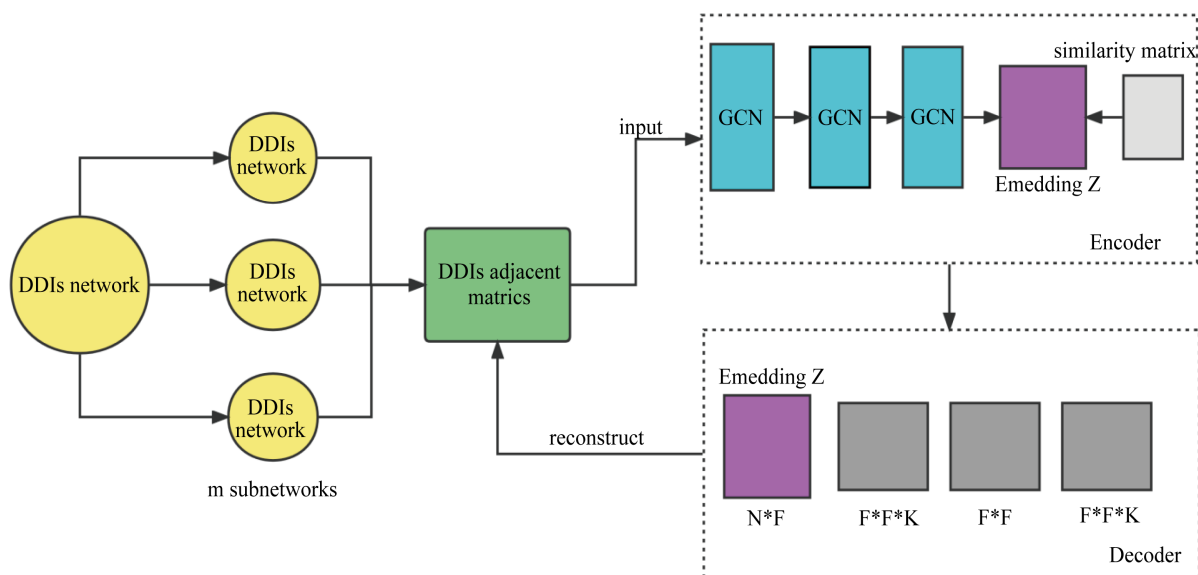 DDIs network
DDIs
network
DDIs
network
DDIs
network
m subnetworks
DDIs adjacent
matrics
input
reconstruct
GCN
GCN
GCN
Emedding Z
similarity matrix
Encoder
Emedding Z
N*F
F*F*K
F*F
F*F*K
Decoder